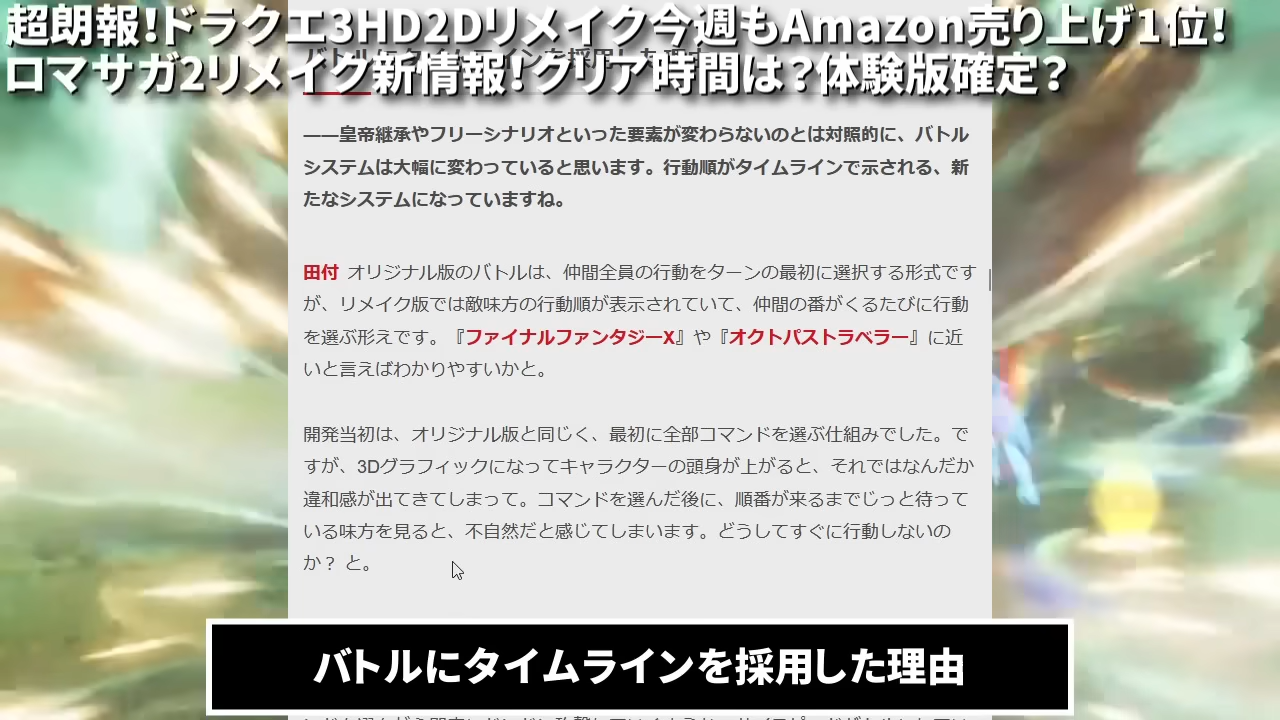 超朗報！ドラクエ3HD2Dリメイク今週もAmazon売り上げ1位！
ロマサガ2リメイク新情報！クリア時間は？体験版確定？
――皇帝継承やフリーシナリオといった要素が変わらないのとは対照的に、バトル
システムは大幅に変わっていると思います。行動順がタイムラインで示される、新
たなシステムになっていますね。
田付 オリジナル版のバトルは、仲間全員の行動をターンの最初に選択する形式です
が、リメイク版では敵味方の行動順が表示されていて、仲間の番がくるたびに行動
を選ぶ形えです。『ファイナルファンタジーX』や『オクトパストラベラー』に近
いと言えばわかりやすいかと。
開発当初は、オリジナル版と同じく、最初に全部コマンドを選ぶ仕組みでした。で
すが、3Dグラフィックになってキャラクターの頭身が上がると、それではなんだか
違和感が出てきてしまって。コマンドを選んだ後に、順番が来るまでじっと待って
いる味方を見ると、不自然だと感じてしまいます。どうしてすぐに行動しないの
か？ と。
バトルにタイムラインを採用した理由